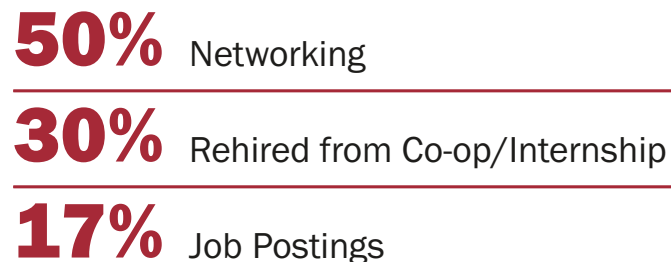 50% Networking
30% Rehired from Co-op/Internship
17% Job Postings